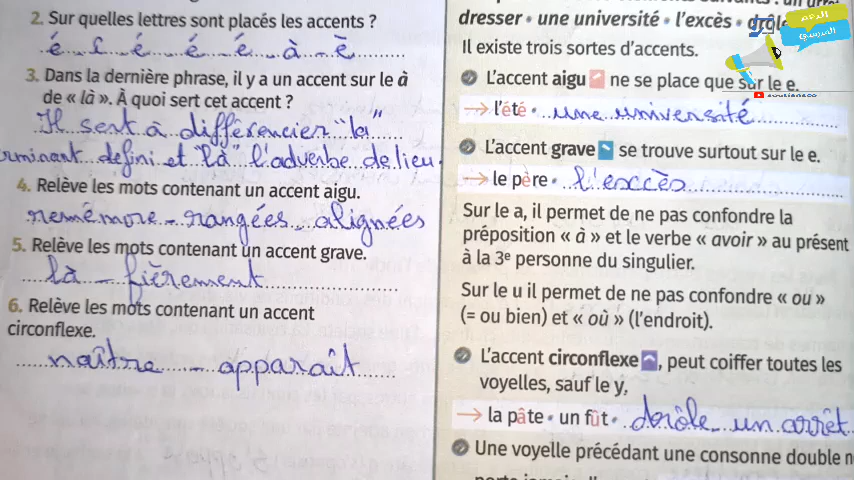 2. Sur quelles lettres sont placés les accents ?
é é é é à è
3. Dans la dernière phrase, il y a un accent sur le à
de « là ». À quoi sert cet accent ?
Il sert à différencier "la"
défini et "là" l'adverbe de lieu.
4. Relève les mots contenant un accent aigu.
remémore - rangées - alignées
5. Relève les mots contenant un accent grave.
là - fièrement
6. Relève les mots contenant un accent
circonflexe.
naître - apparaît
dresser • une université • l'excès • drôle
Il existe trois sortes d'accents.
L'accent aigu ne se place que sur le e.
→ l'été • une université
L'accent grave se trouve surtout sur le e.
→ le père • l'excès
Sur le a, il permet de ne pas confondre la
préposition « à » et le verbe « avoir » au présent
à la 3e personne du singulier.
Sur le u il permet de ne pas confondre « ou »
(= ou bien) et « où » (l'endroit).
L'accent circonflexe , peut coiffer toutes les
voyelles, sauf le y,
→ la pâte • un fût • drôle un arrêt
Une voyelle précédant une consonne double n